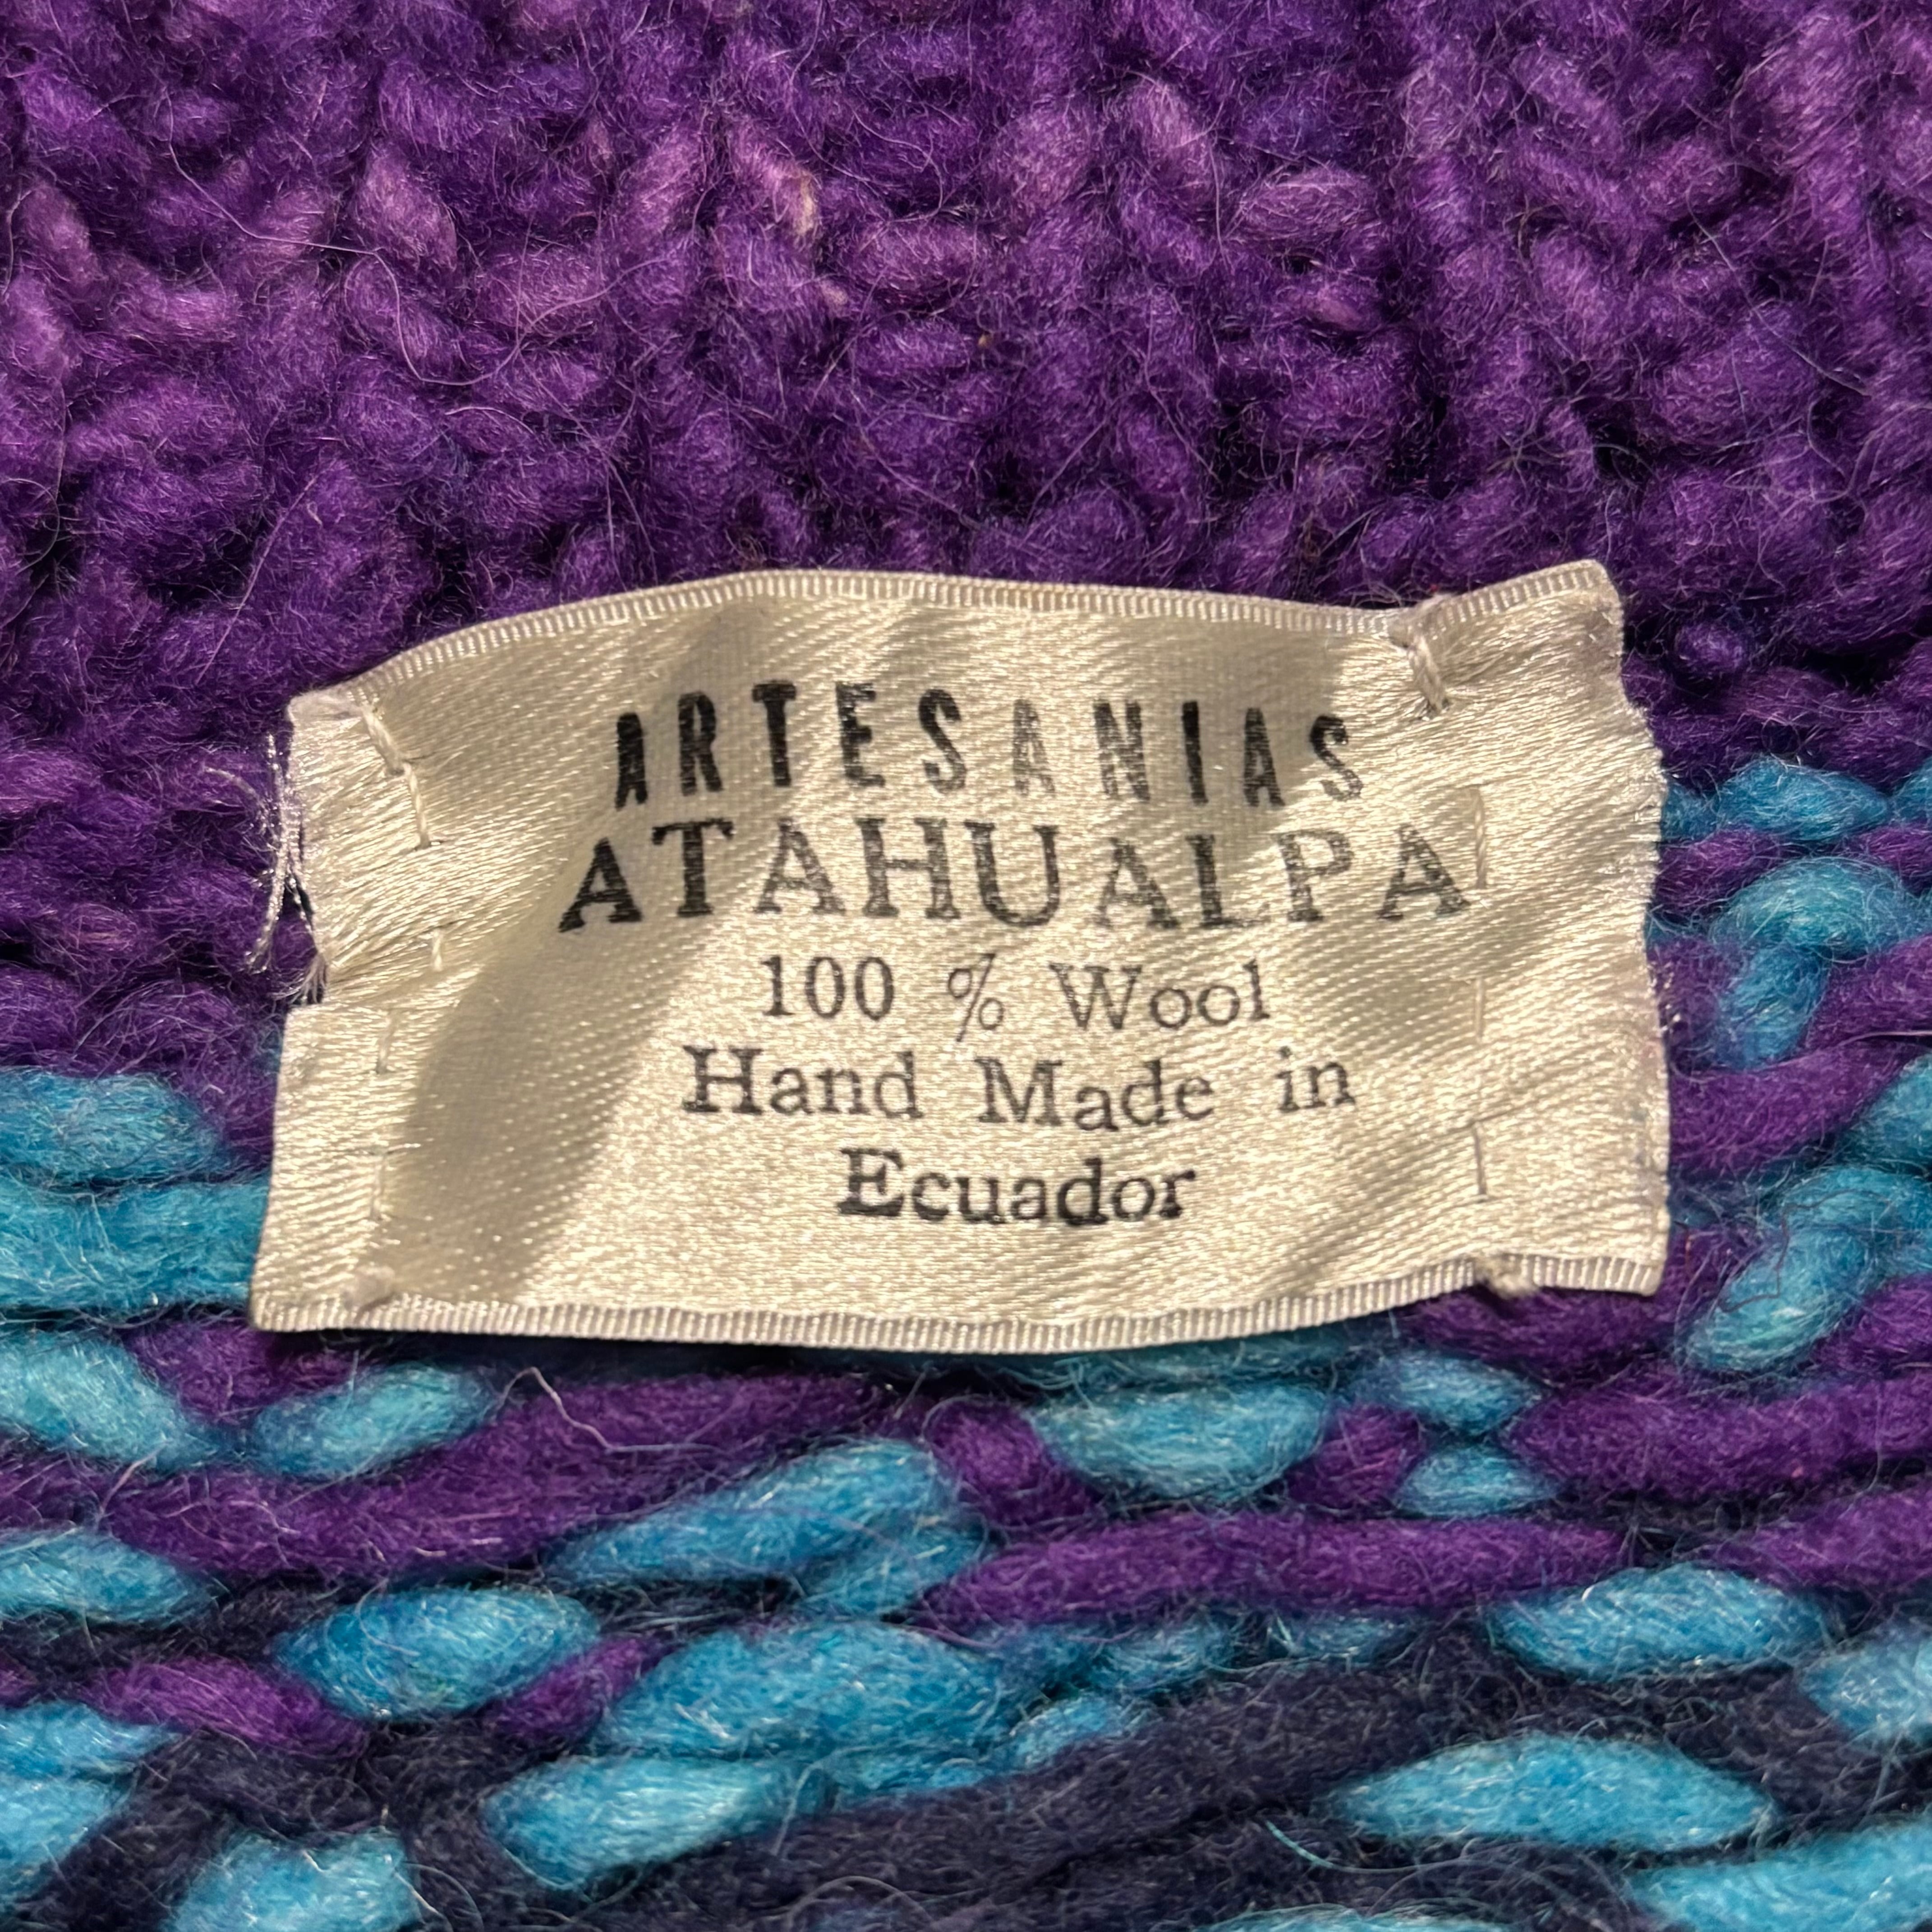 ARTESANIAS
ATAHUALPA
100 % Wool
Hand Made in
Ecuador